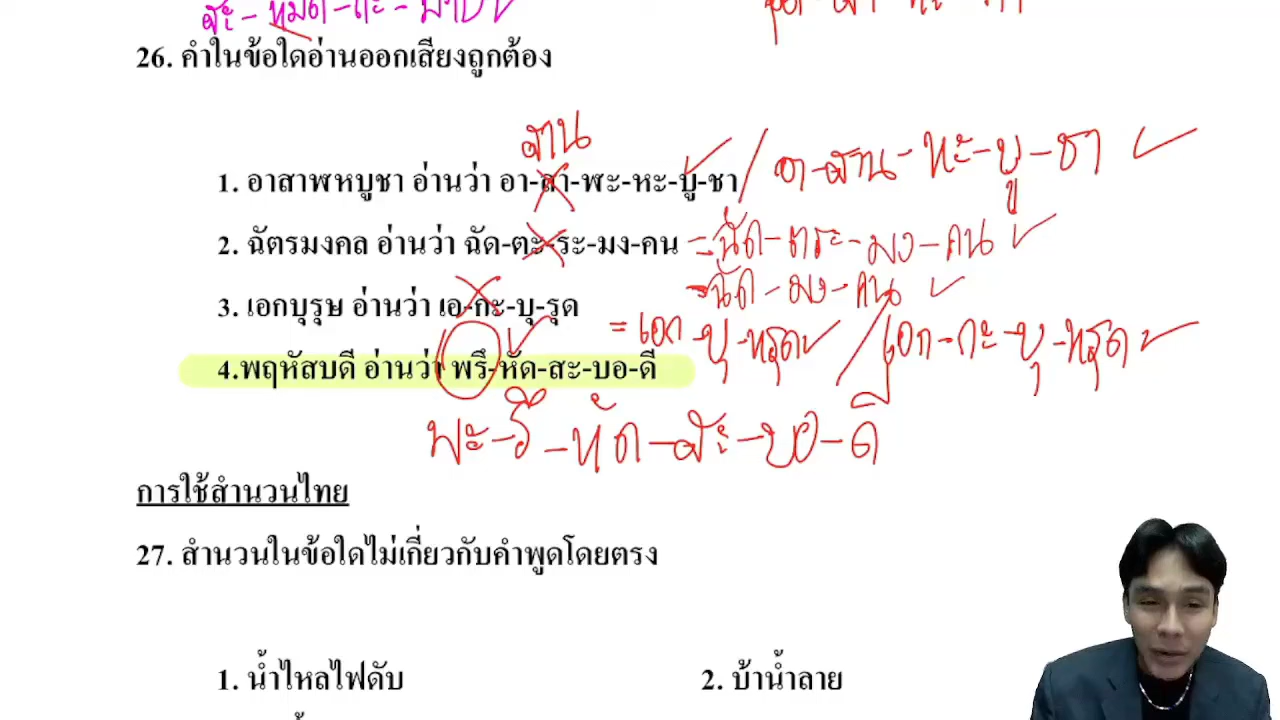 สะ-หมัด-ถะ-พาบ
26. คำในข้อใดอ่านออกเสียงถูกต้อง
สาน
1. อาสาฬหบูชา อ่านว่า อา-สา-พะ-หะ-บู-ชา / อา-สาน-หะ-บู-ชา
2. ฉัตรมงคล อ่านว่า ฉัด-ตะ-ระ-มง-คน = ฉัด-ตระ-มง-คน
= ฉัด-มง-คน
3. เอกบุรุษ อ่านว่า เอ-กะ-บุ-รุด = เอก-บุ-หรุด / เอก-กะ-บุ-หรุด
4.พฤหัสบดี อ่านว่า พรึ-หัด-สะ-บอ-ดี
พะ-รึ-หัด-สะ-บอ-ดี
การใช้สำนวนไทย
27. สำนวนในข้อใดไม่เกี่ยวกับคำพูดโดยตรง
1. น้ำไหลไฟดับ 2. บ้าน้ำลาย